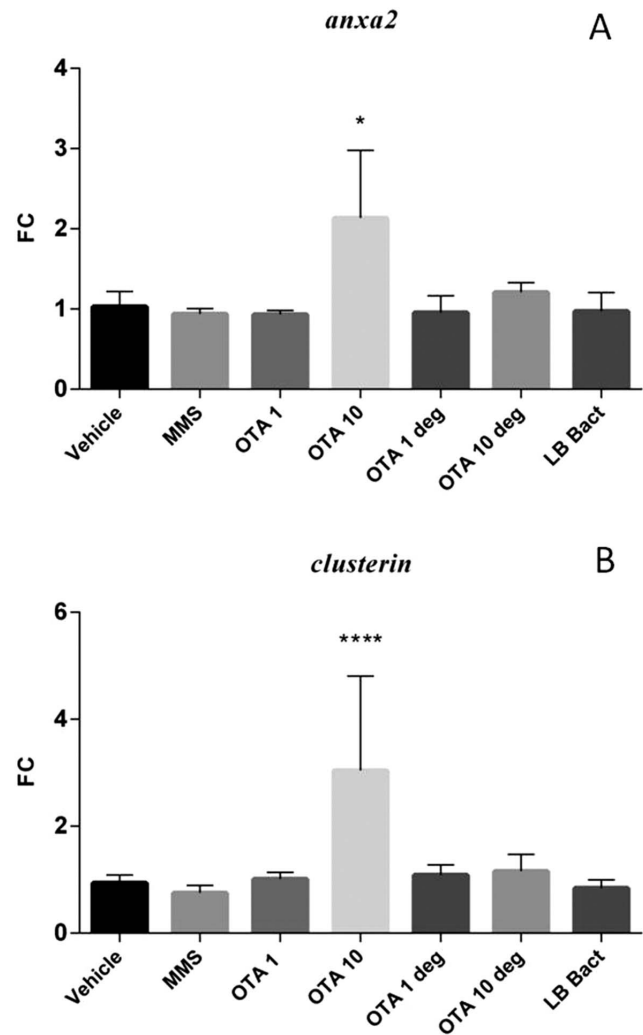 anxa2
A
4
3
2
1
0
FC
*
Vehicle
MMS
OTA 1
OTA 10
OTA 1 deg
OTA 10 deg
LB Bact
clusterin
B
6
4
2
0
FC
****
Vehicle
MMS
OTA 1
OTA 10
OTA 1 deg
OTA 10 deg
LB Bact